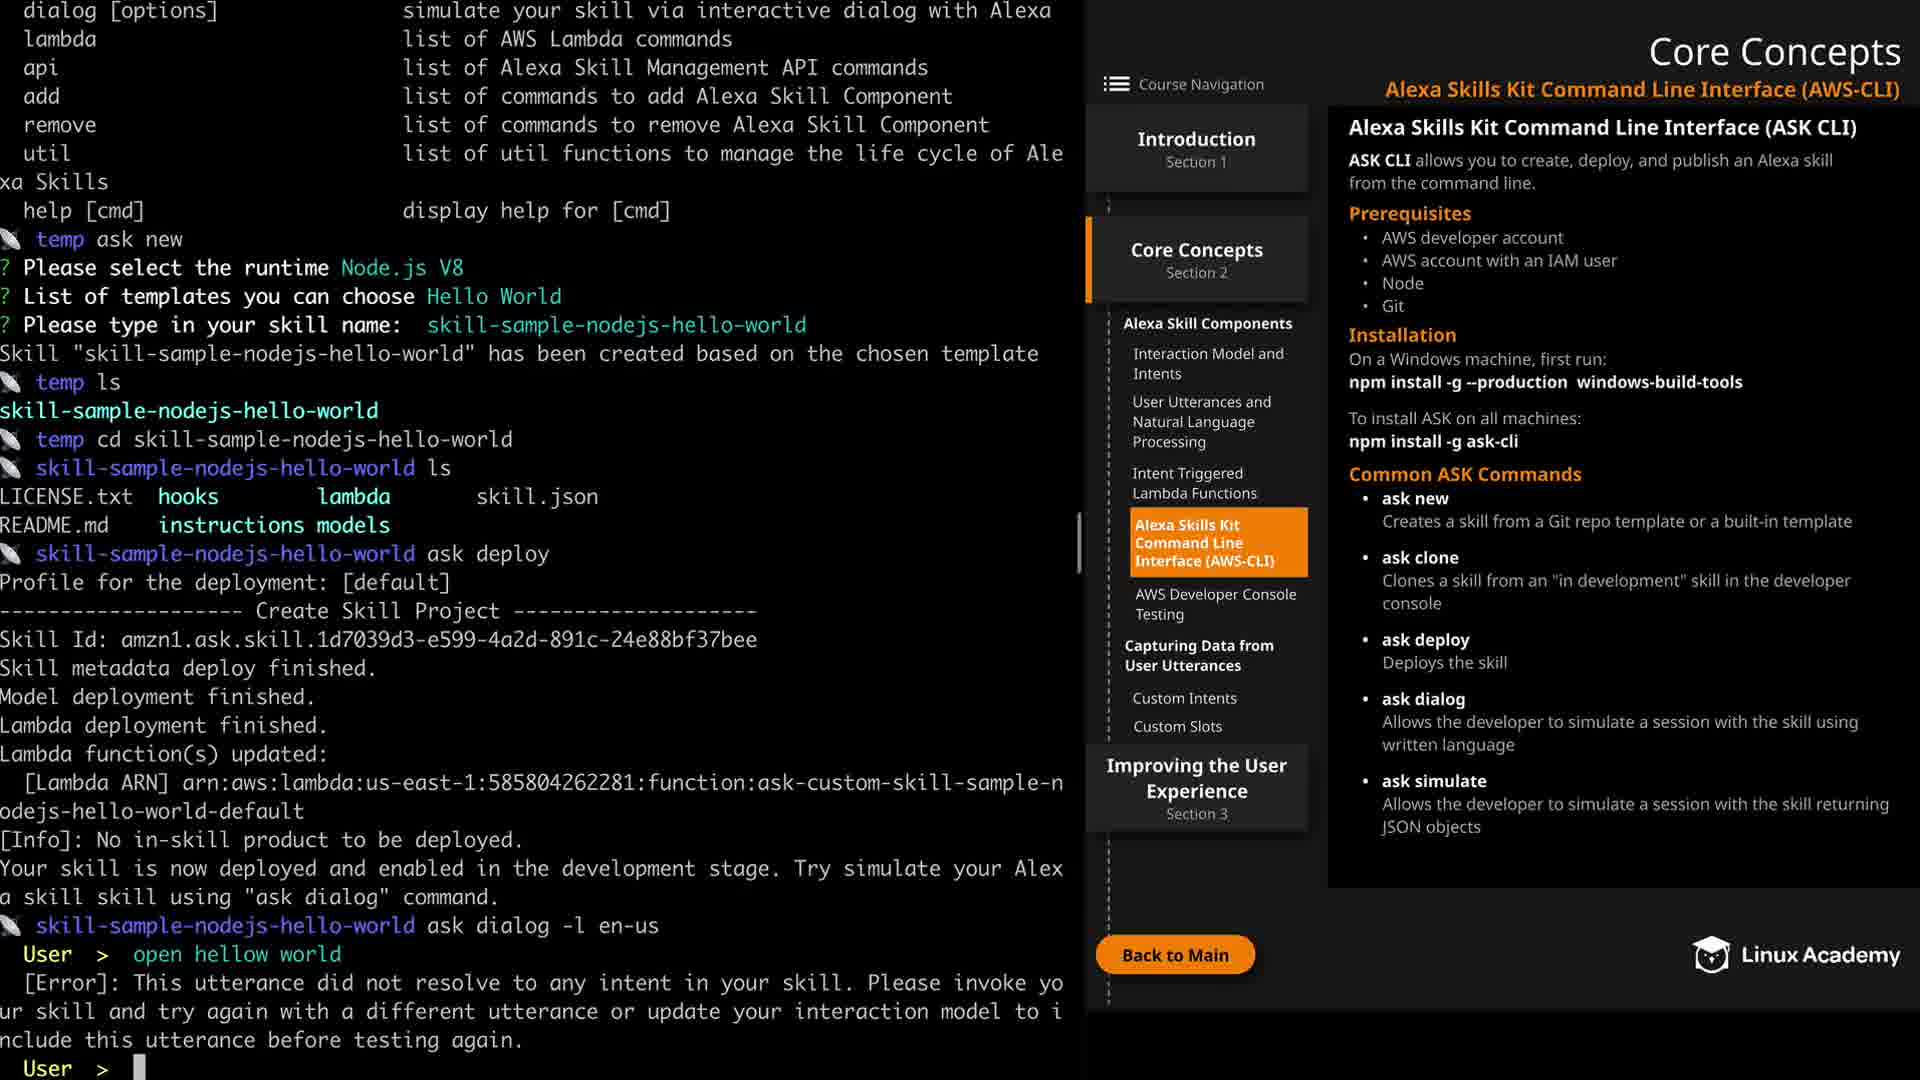 dialog [options] simulate your skill via interactive dialog with Alexa
lambda list of AWS Lambda commands
api list of Alexa Skill Management API commands
add list of commands to add Alexa Skill Component
remove list of commands to remove Alexa Skill Component
util list of util functions to manage the life cycle of Ale
xa Skills
help [cmd] display help for [cmd]
temp ask new
? Please select the runtime Node.js V8
? List of templates you can choose Hello World
? Please type in your skill name: skill-sample-nodejs-hello-world
Skill "skill-sample-nodejs-hello-world" has been created based on the chosen template
temp ls
skill-sample-nodejs-hello-world
temp cd skill-sample-nodejs-hello-world
skill-sample-nodejs-hello-world ls
LICENSE.txt hooks lambda skill.json
README.md instructions models
skill-sample-nodejs-hello-world ask deploy
Profile for the deployment: [default]
-------------------- Create Skill Project --------------------
Skill Id: amzn1.ask.skill.1d7039d3-e599-4a2d-891c-24e88bf37bee
Skill metadata deploy finished.
Model deployment finished.
Lambda deployment finished.
Lambda function(s) updated:
[Lambda ARN] arn:aws:lambda:us-east-1:585804262281:function:ask-custom-skill-sample-n
odejs-hello-world-default
[Info]: No in-skill product to be deployed.
Your skill is now deployed and enabled in the development stage. Try simulate your Alex
a skill skill using "ask dialog" command.
skill-sample-nodejs-hello-world ask dialog -l en-us
User > open hellow world
[Error]: This utterance did not resolve to any intent in your skill. Please invoke yo
ur skill and try again with a different utterance or update your interaction model to i
nclude this utterance before testing again.
User >
Core Concepts
Alexa Skills Kit Command Line Interface (AWS-CLI)
Course Navigation
Introduction
Section 1
Core Concepts
Section 2
Alexa Skill Components
Interaction Model and
Intents
User Utterances and
Natural Language
Processing
Intent Triggered
Lambda Functions
Alexa Skills Kit
Command Line
Interface (AWS-CLI)
AWS Developer Console
Testing
Capturing Data from
User Utterances
Custom Intents
Custom Slots
Improving the User
Experience
Section 3
Back to Main
Alexa Skills Kit Command Line Interface (ASK CLI)
ASK CLI allows you to create, deploy, and publish an Alexa skill
from the command line.
Prerequisites
• AWS developer account
• AWS account with an IAM user
• Node
• Git
Installation
On a Windows machine, first run:
npm install -g --production windows-build-tools
To install ASK on all machines:
npm install -g ask-cli
Common ASK Commands
• ask new
Creates a skill from a Git repo template or a built-in template
• ask clone
Clones a skill from an "in development" skill in the developer
console
• ask deploy
Deploys the skill
• ask dialog
Allows the developer to simulate a session with the skill using
written language
• ask simulate
Allows the developer to simulate a session with the skill returning
JSON objects
Linux Academy